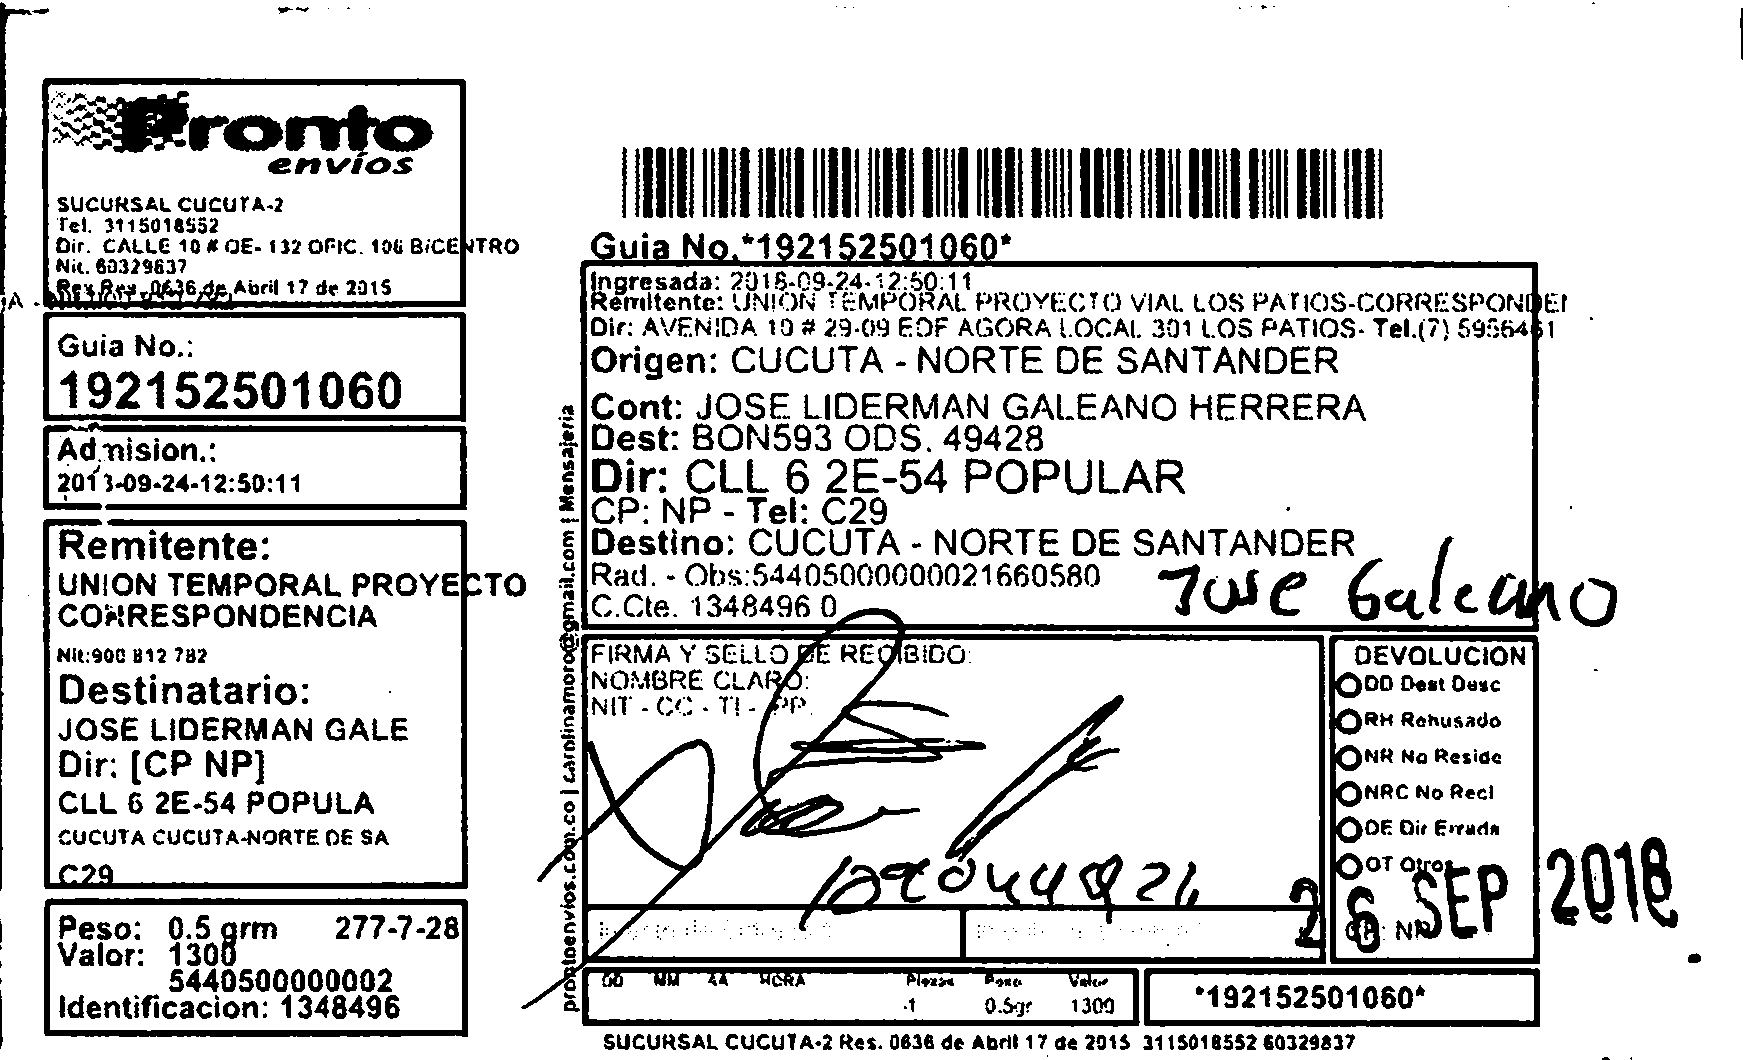 Pronto
envíos
SUCURSAL CUCUTA-2
Tel. 3115018552
Dir. CALLE 10 # OE- 132 OFIC. 106 BICENTRO
Nit. 60329837
0636 de Abril 17 de 2015
Guia No.:
192152501060
Admision.:
2018-09-24-12:50:11
Remitente:
UNION TEMPORAL PROYECTO
CORRESPONDENCIA
Nit:900 812 782
Destinatario:
JOSE LIDERMAN GALE
Dir: [CP NP]
CLL 6 2E-54 POPULA
CUCUTA CUCUTA-NORTE DE SA
C29
Peso: 0.5 grm 277-7-28
Valor: 1300
5440500000002
Identificacion: 1348496
prontoenvios.com.co | carolinamoro@gmail.com | Mensajeria
Guia No.*192152501060*
Ingresada: 2018-09-24-12:50:11
Remitente: UNION TEMPORAL PROYECTO VIAL LOS PATIOS-CORRESPONDEI
Dir: AVENIDA 10 # 29-09 EDF AGORA LOCAL 301 LOS PATIOS- Tel.(7) 5956461
Origen: CUCUTA - NORTE DE SANTANDER
Cont: JOSE LIDERMAN GALEANO HERRERA
Dest: BON593 ODS. 49428
Dir: CLL 6 2E-54 POPULAR
CP: NP - Tel: C29
Destino: CUCUTA - NORTE DE SANTANDER
Rad. - Obs:544050000000021660580
C.Cte. 1348496 0
Jose Galeano
FIRMA Y SELLO DE RECIBIDO:
NOMBRE CLARO:
NIT - CC - TI - PP.
DEVOLUCION
DD Dest Desc
RH Rehusado
NR No Reside
NRC No Recl
DE Dir Errada
OT Otros
26 SEP 2018
DD MM AA HORA Piezas Peso Valor
1 0.5gr 1300
*192152501060*
SUCURSAL CUCUTA-2 Res. 0636 de Abril 17 de 2015 3115018552 60329837